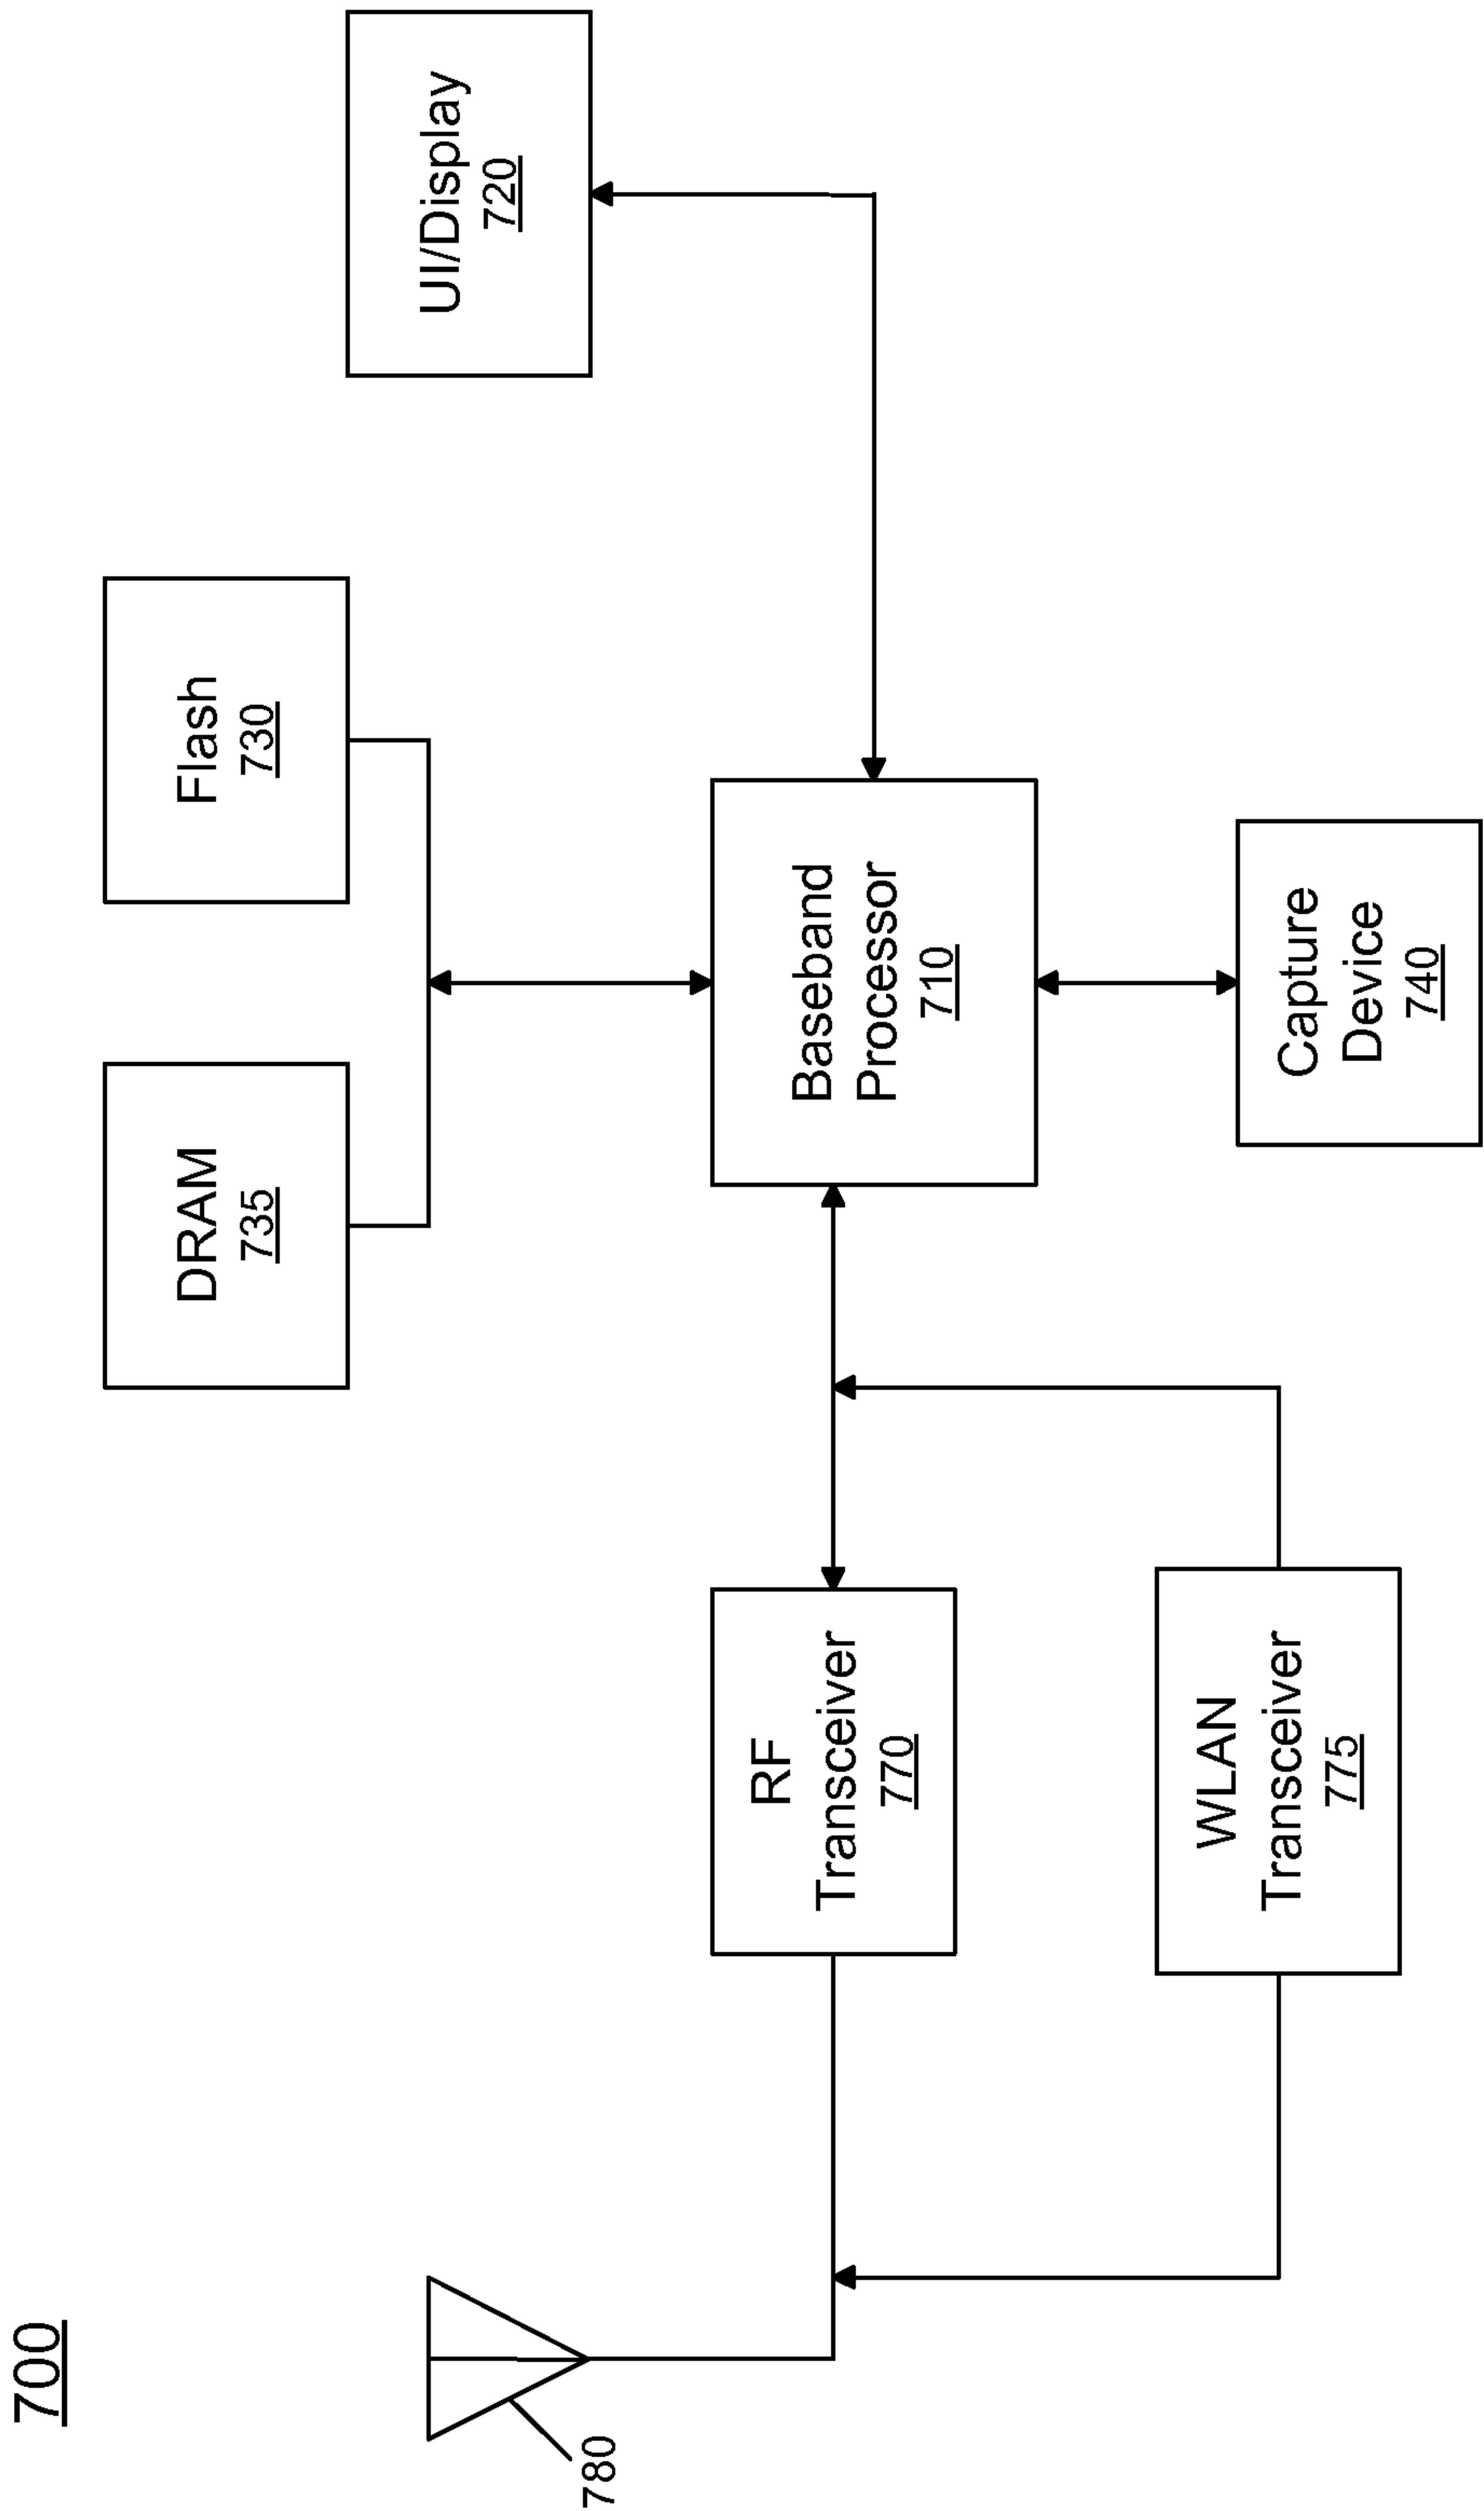 700
DRAM
735
Flash
730
UI/Display
720
780
RF
Transceiver
770
Baseband
Processor
710
WLAN
Transceiver
775
Capture
Device
740